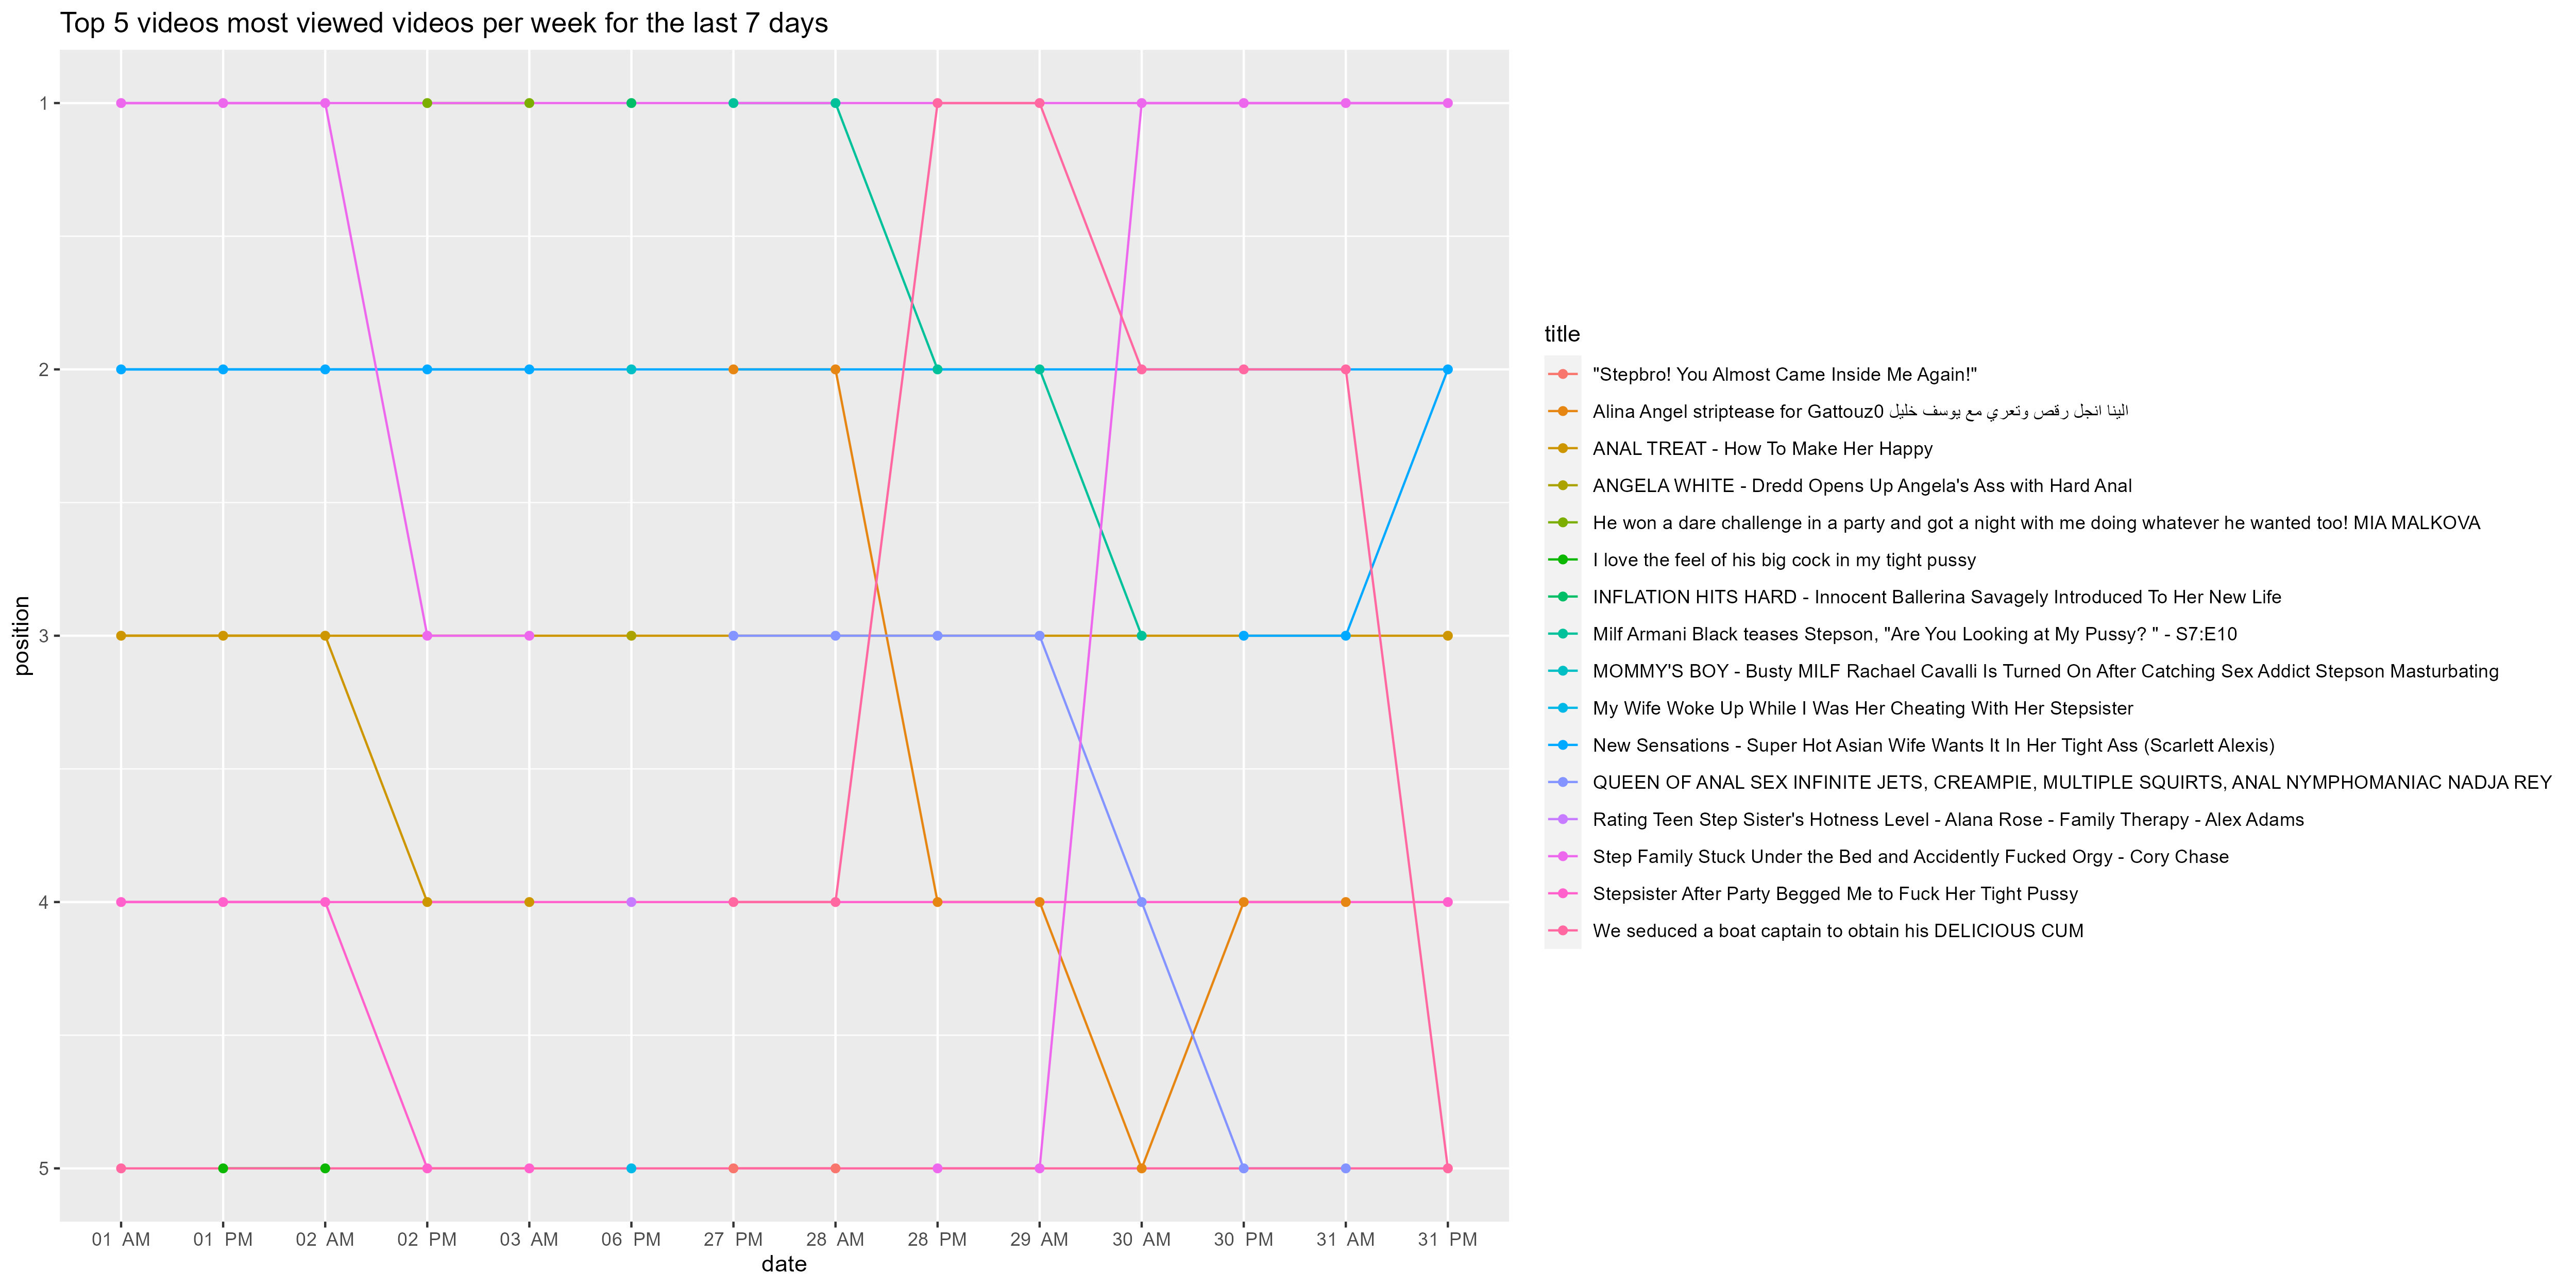 Top 5 videos most viewed videos per week for the last 7 days
position
1
2
3
4
5
01 AM
01 PM
02 AM
02 PM
03 AM
06 PM
27 PM
28 AM
28 PM
29 AM
30 AM
30 PM
31 AM
31 PM
date
title
"Stepbro! You Almost Came Inside Me Again!"
Alina Angel striptease for Gattouz0 الينا انجل رقص وتعري مع يوسف خليل
ANAL TREAT - How To Make Her Happy
ANGELA WHITE - Dredd Opens Up Angela's Ass with Hard Anal
He won a dare challenge in a party and got a night with me doing whatever he wanted too! MIA MALKOVA
I love the feel of his big cock in my tight pussy
INFLATION HITS HARD - Innocent Ballerina Savagely Introduced To Her New Life
Milf Armani Black teases Stepson, "Are You Looking at My Pussy? " - S7:E10
MOMMY'S BOY - Busty MILF Rachael Cavalli Is Turned On After Catching Sex Addict Stepson Masturbating
My Wife Woke Up While I Was Her Cheating With Her Stepsister
New Sensations - Super Hot Asian Wife Wants It In Her Tight Ass (Scarlett Alexis)
QUEEN OF ANAL SEX INFINITE JETS, CREAMPIE, MULTIPLE SQUIRTS, ANAL NYMPHOMANIAC NADJA REY
Rating Teen Step Sister's Hotness Level - Alana Rose - Family Therapy - Alex Adams
Step Family Stuck Under the Bed and Accidently Fucked Orgy - Cory Chase
Stepsister After Party Begged Me to Fuck Her Tight Pussy
We seduced a boat captain to obtain his DELICIOUS CUM